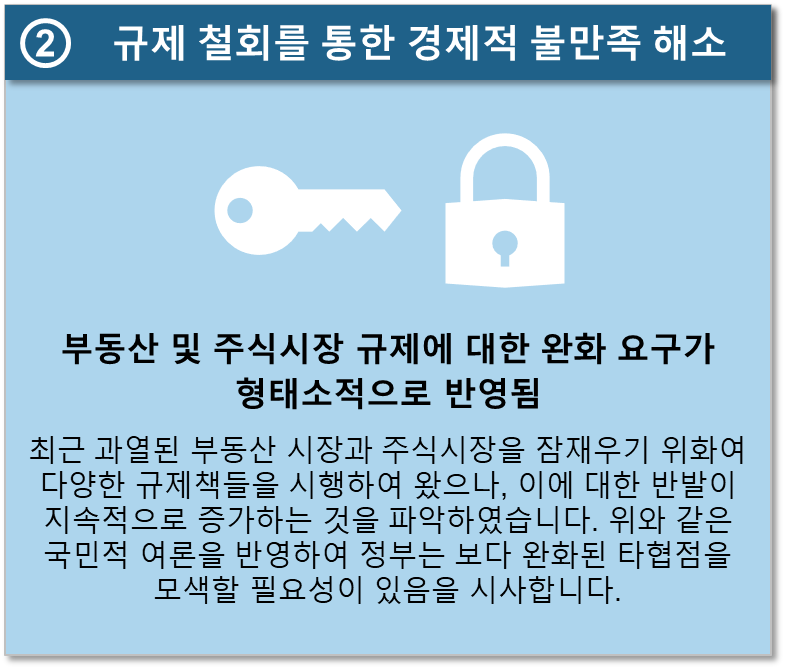 ② 규제 철회를 통한 경제적 불만족 해소
부동산 및 주식시장 규제에 대한 완화 요구가
형태소적으로 반영됨
최근 과열된 부동산 시장과 주식시장을 잠재우기 위화여
다양한 규제책들을 시행하여 왔으나, 이에 대한 반발이
지속적으로 증가하는 것을 파악하였습니다. 위와 같은
국민적 여론을 반영하여 정부는 보다 완화된 타협점을
모색할 필요성이 있음을 시사합니다.